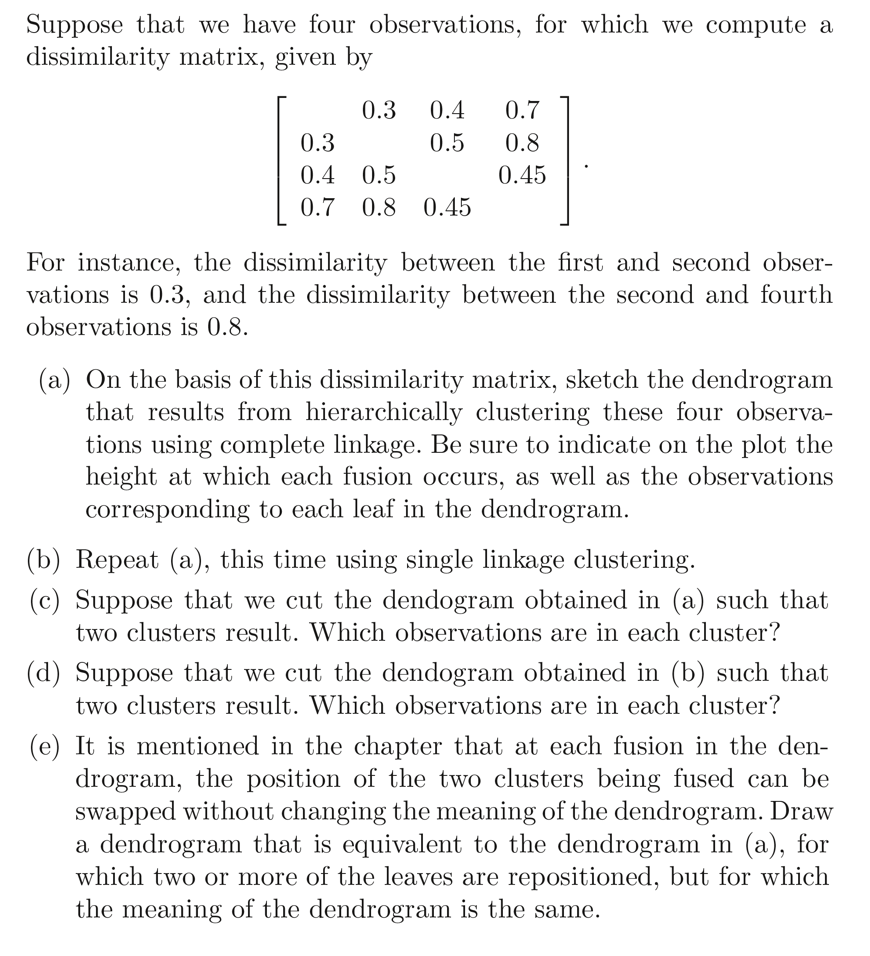 Suppose that we have four observations, for which we compute a
dissimilarity matrix, given by
0.3 0.4 0.7
0.3 0.5 0.8
0.4 0.5 0.45
0.7 0.8 0.45
.
For instance, the dissimilarity between the first and second obser-
vations is 0.3, and the dissimilarity between the second and fourth
observations is 0.8.
(a) On the basis of this dissimilarity matrix, sketch the dendrogram
that results from hierarchically clustering these four observa-
tions using complete linkage. Be sure to indicate on the plot the
height at which each fusion occurs, as well as the observations
corresponding to each leaf in the dendrogram.
(b) Repeat (a), this time using single linkage clustering.
(c) Suppose that we cut the dendogram obtained in (a) such that
two clusters result. Which observations are in each cluster?
(d) Suppose that we cut the dendogram obtained in (b) such that
two clusters result. Which observations are in each cluster?
(e) It is mentioned in the chapter that at each fusion in the den-
drogram, the position of the two clusters being fused can be
swapped without changing the meaning of the dendrogram. Draw
a dendrogram that is equivalent to the dendrogram in (a), for
which two or more of the leaves are repositioned, but for which
the meaning of the dendrogram is the same.